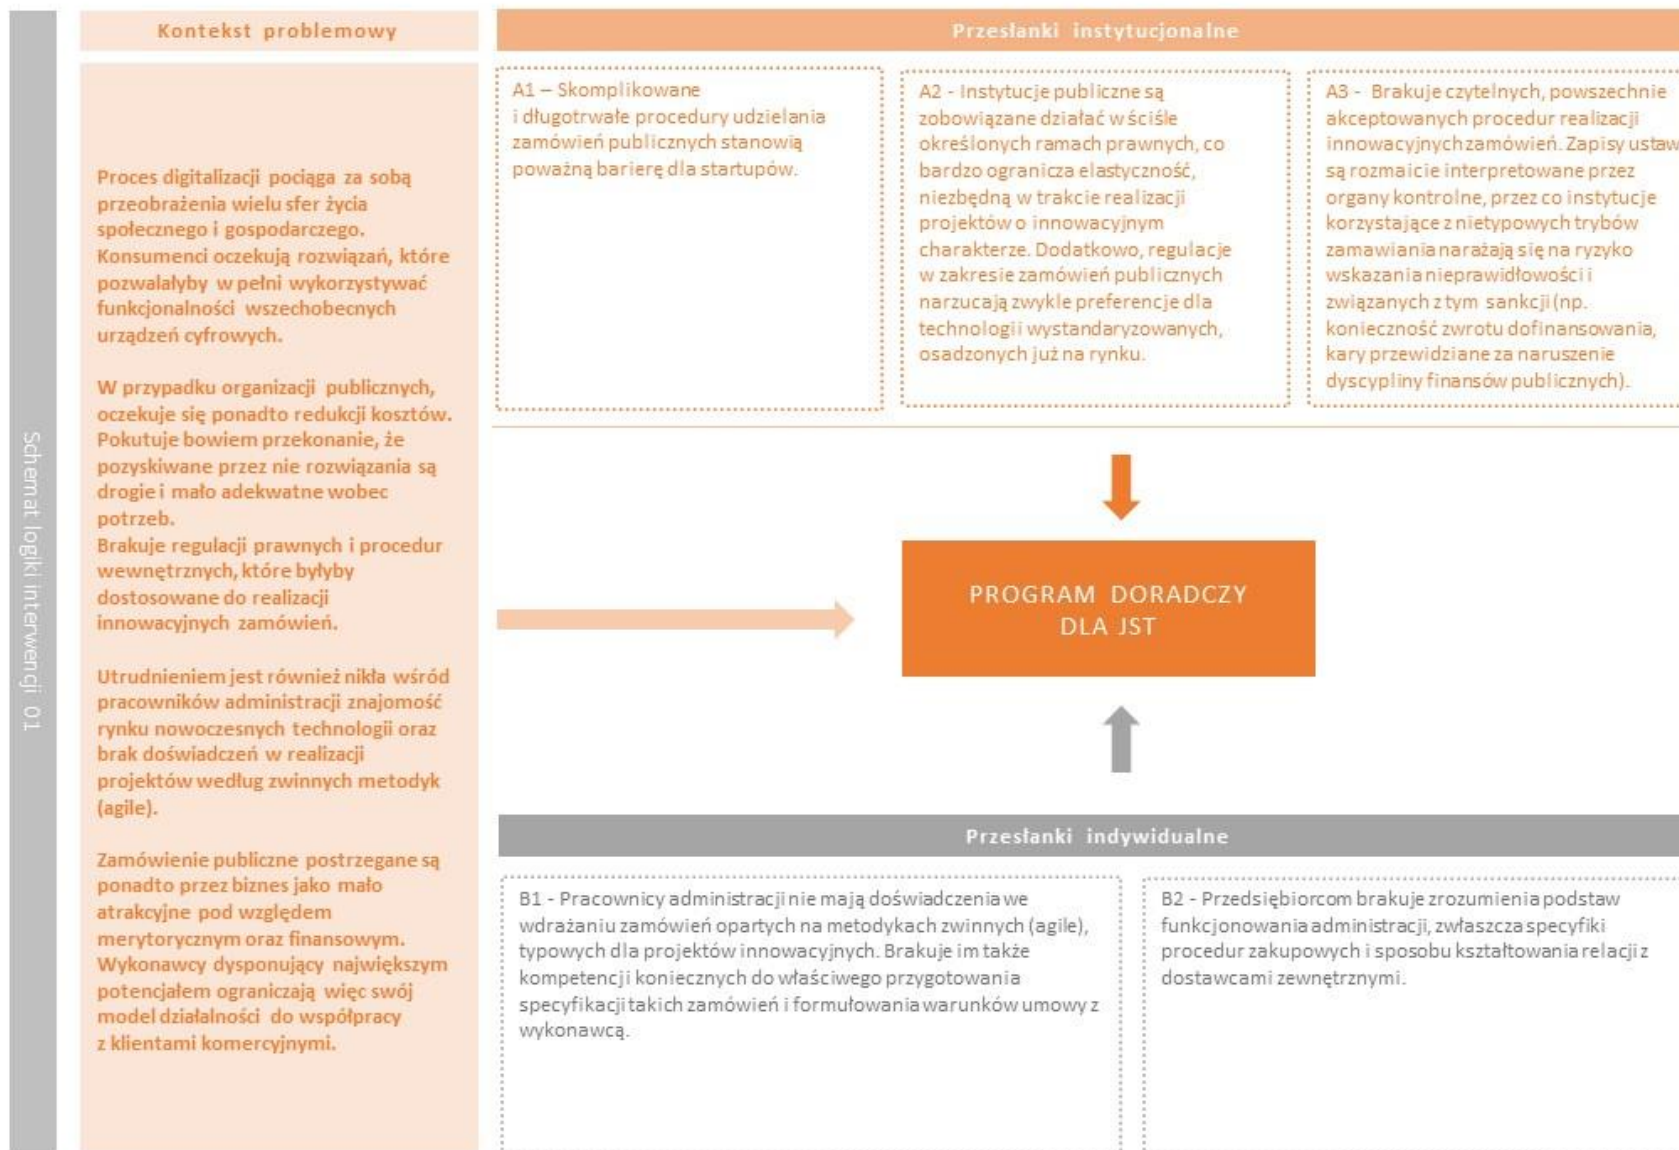 Schemat logiki interwencji 01
Kontekst problemowy
Proces digitalizacji pociąga za sobą
przeobrażenia wielu sfer życia
społecznego i gospodarczego.
Konsumenci oczekują rozwiązań, które
pozwalałyby w pełni wykorzystywać
funkcjonalności wszechobecnych
urządzeń cyfrowych.
W przypadku organizacji publicznych,
oczekuje się ponadto redukcji kosztów.
Pokutuje bowiem przekonanie, że
pozyskiwane przez nie rozwiązania są
drogie i mało adekwatne wobec
potrzeb.
Brakuje regulacji prawnych i procedur
wewnętrznych, które byłyby
dostosowane do realizacji
innowacyjnych zamówień.
Utrudnieniem jest również nikła wśród
pracowników administracji znajomość
rynku nowoczesnych technologii oraz
brak doświadczeń w realizacji
projektów według zwinnych metodyk
(agile).
Zamówienie publiczne postrzegane są
ponadto przez biznes jako mało
atrakcyjne pod względem
merytorycznym oraz finansowym.
Wykonawcy dysponujący największym
potencjałem ograniczają więc swój
model działalności do współpracy
z klientami komercyjnymi.
Przesłanki instytucjonalne
A1 – Skomplikowane
i długotrwałe procedury udzielania
zamówień publicznych stanowią
poważną barierę dla startupów.
A2 - Instytucje publiczne są
zobowiązane działać w ściśle
określonych ramach prawnych, co
bardzo ogranicza elastyczność,
niezbędną w trakcie realizacji
projektów o innowacyjnym
charakterze. Dodatkowo, regulacje
w zakresie zamówień publicznych
narzucają zwykle preferencje dla
technologii wystandaryzowanych,
osadzonych już na rynku.
A3 - Brakuje czytelnych, powszechnie
akceptowanych procedur realizacji
innowacyjnych zamówień. Zapisy ustaw
są rozmaicie interpretowane przez
organy kontrolne, przez co instytucje
korzystające z nietypowych trybów
zamawiania narażają się na ryzyko
wskazania nieprawidłowości i
związanych z tym sankcji (np.
konieczność zwrotu dofinansowania,
kary przewidziane za naruszenie
dyscypliny finansów publicznych).
PROGRAM DORADCZY
DLA JST
Przesłanki indywidualne
B1 - Pracownicy administracji nie mają doświadczenia we
wdrażaniu zamówień opartych na metodykach zwinnych (agile),
typowych dla projektów innowacyjnych. Brakuje im także
kompetencji koniecznych do właściwego przygotowania
specyfikacji takich zamówień i formułowania warunków umowy z
wykonawcą.
B2 - Przedsiębiorcom brakuje zrozumienia podstaw
funkcjonowania administracji, zwłaszcza specyfiki
procedur zakupowych i sposobu kształtowania relacji z
dostawcami zewnętrznymi.